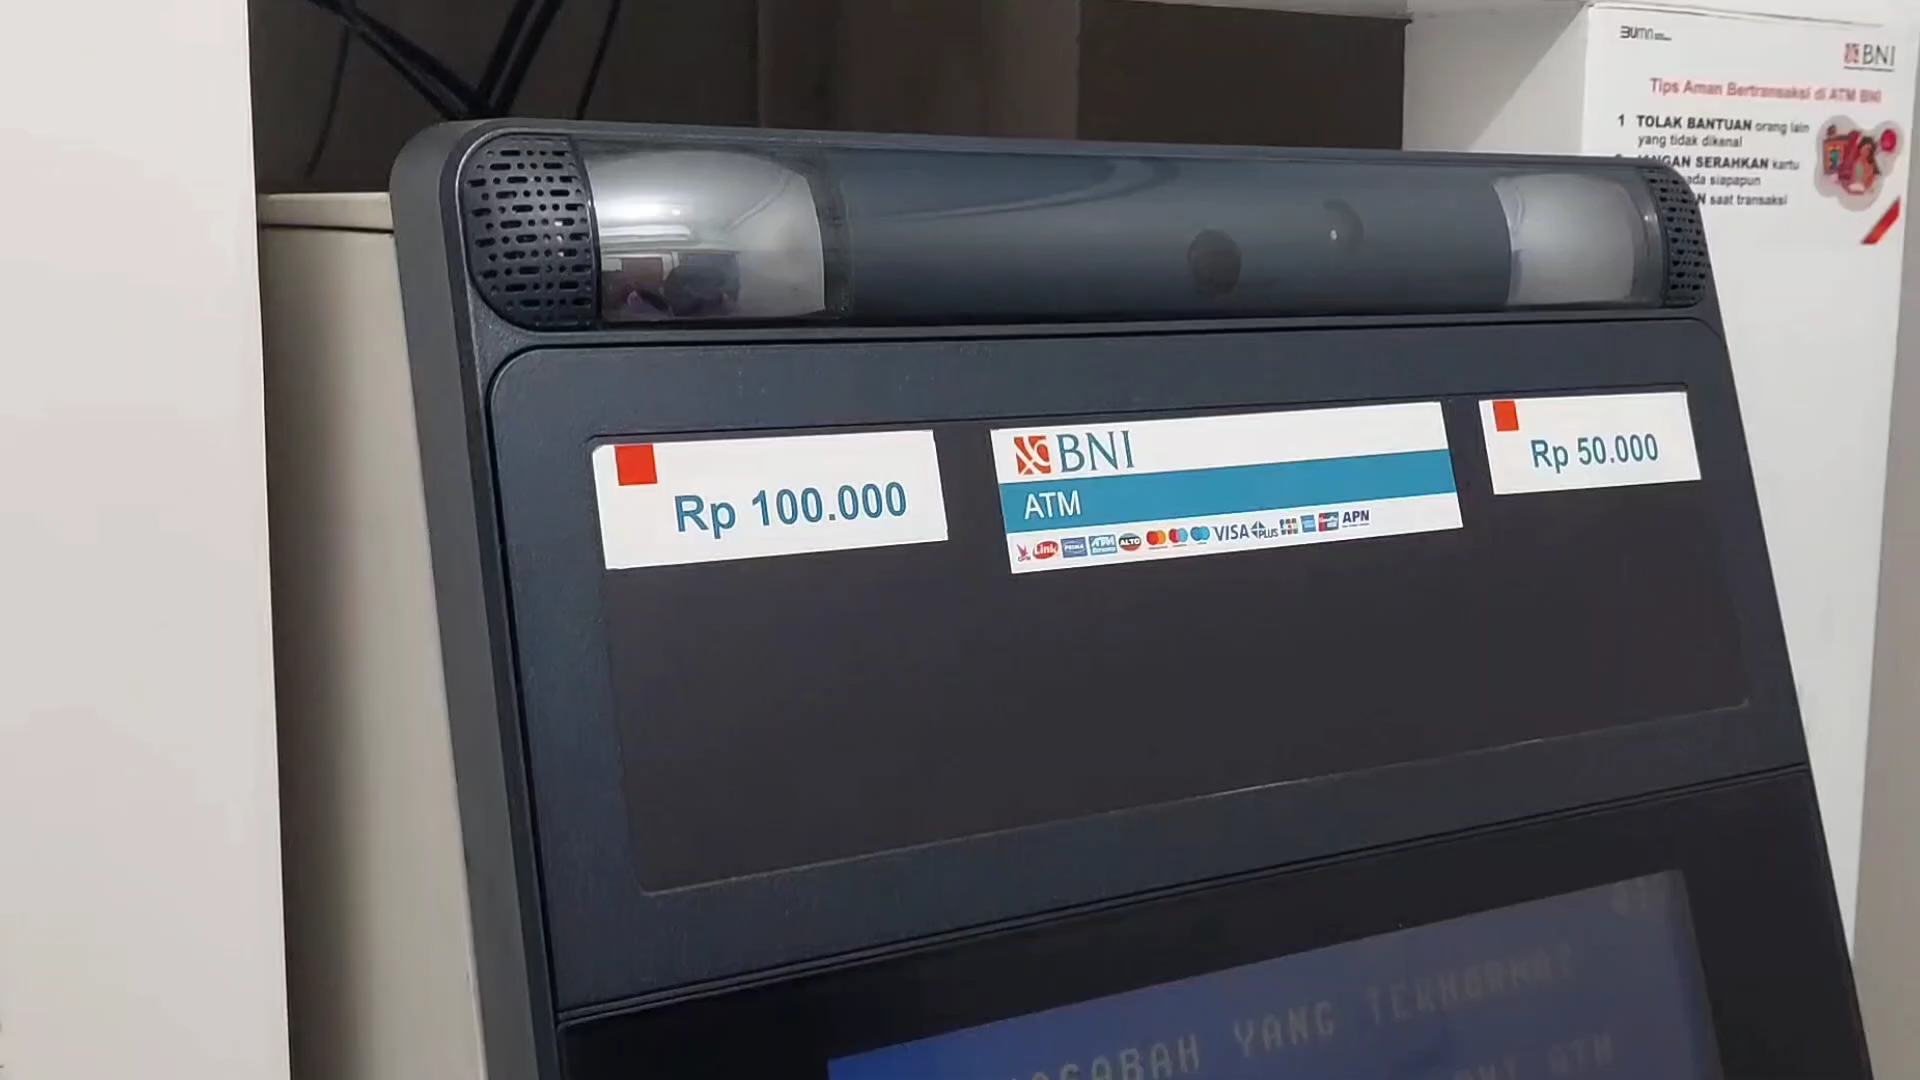 BUMN
BNI
Tips Aman Bertransaksi di ATM BNI
1 TOLAK BANTUAN orang lain
yang tidak dikenal
SERAHKAN kartu
siapapun
saat transaksi
Rp 100.000
BNI
ATM
Link PRIMA ATM Bersama ALTO VISA PLUS APN
Rp 50.000
YANG TERHORMAT
ATM